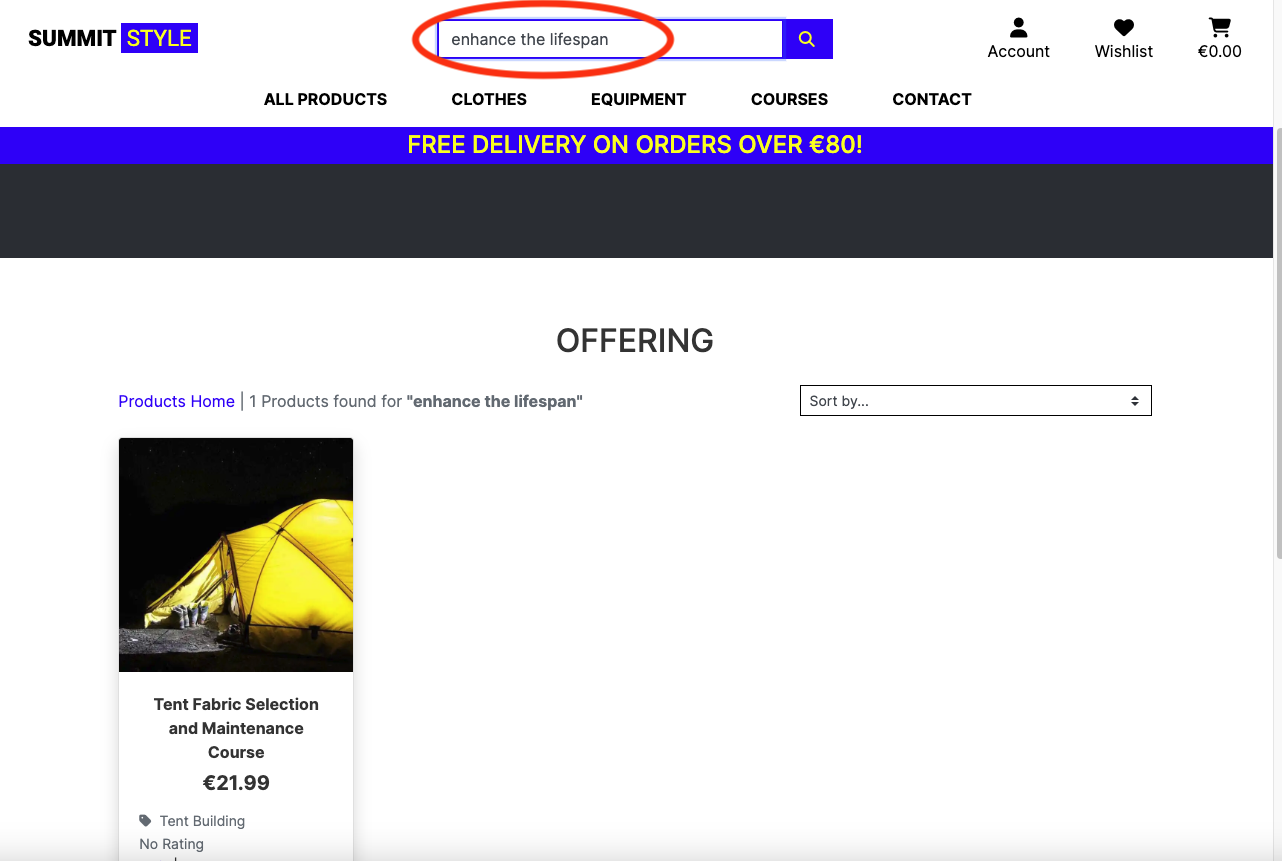 SUMMIT STYLE
enhance the lifespan
Account
Wishlist
€0.00
ALL PRODUCTS
CLOTHES
EQUIPMENT
COURSES
CONTACT
FREE DELIVERY ON ORDERS OVER €80!
OFFERING
Products Home | 1 Products found for "enhance the lifespan"
Sort by...
Tent Fabric Selection
and Maintenance
Course
€21.99
Tent Building
No Rating